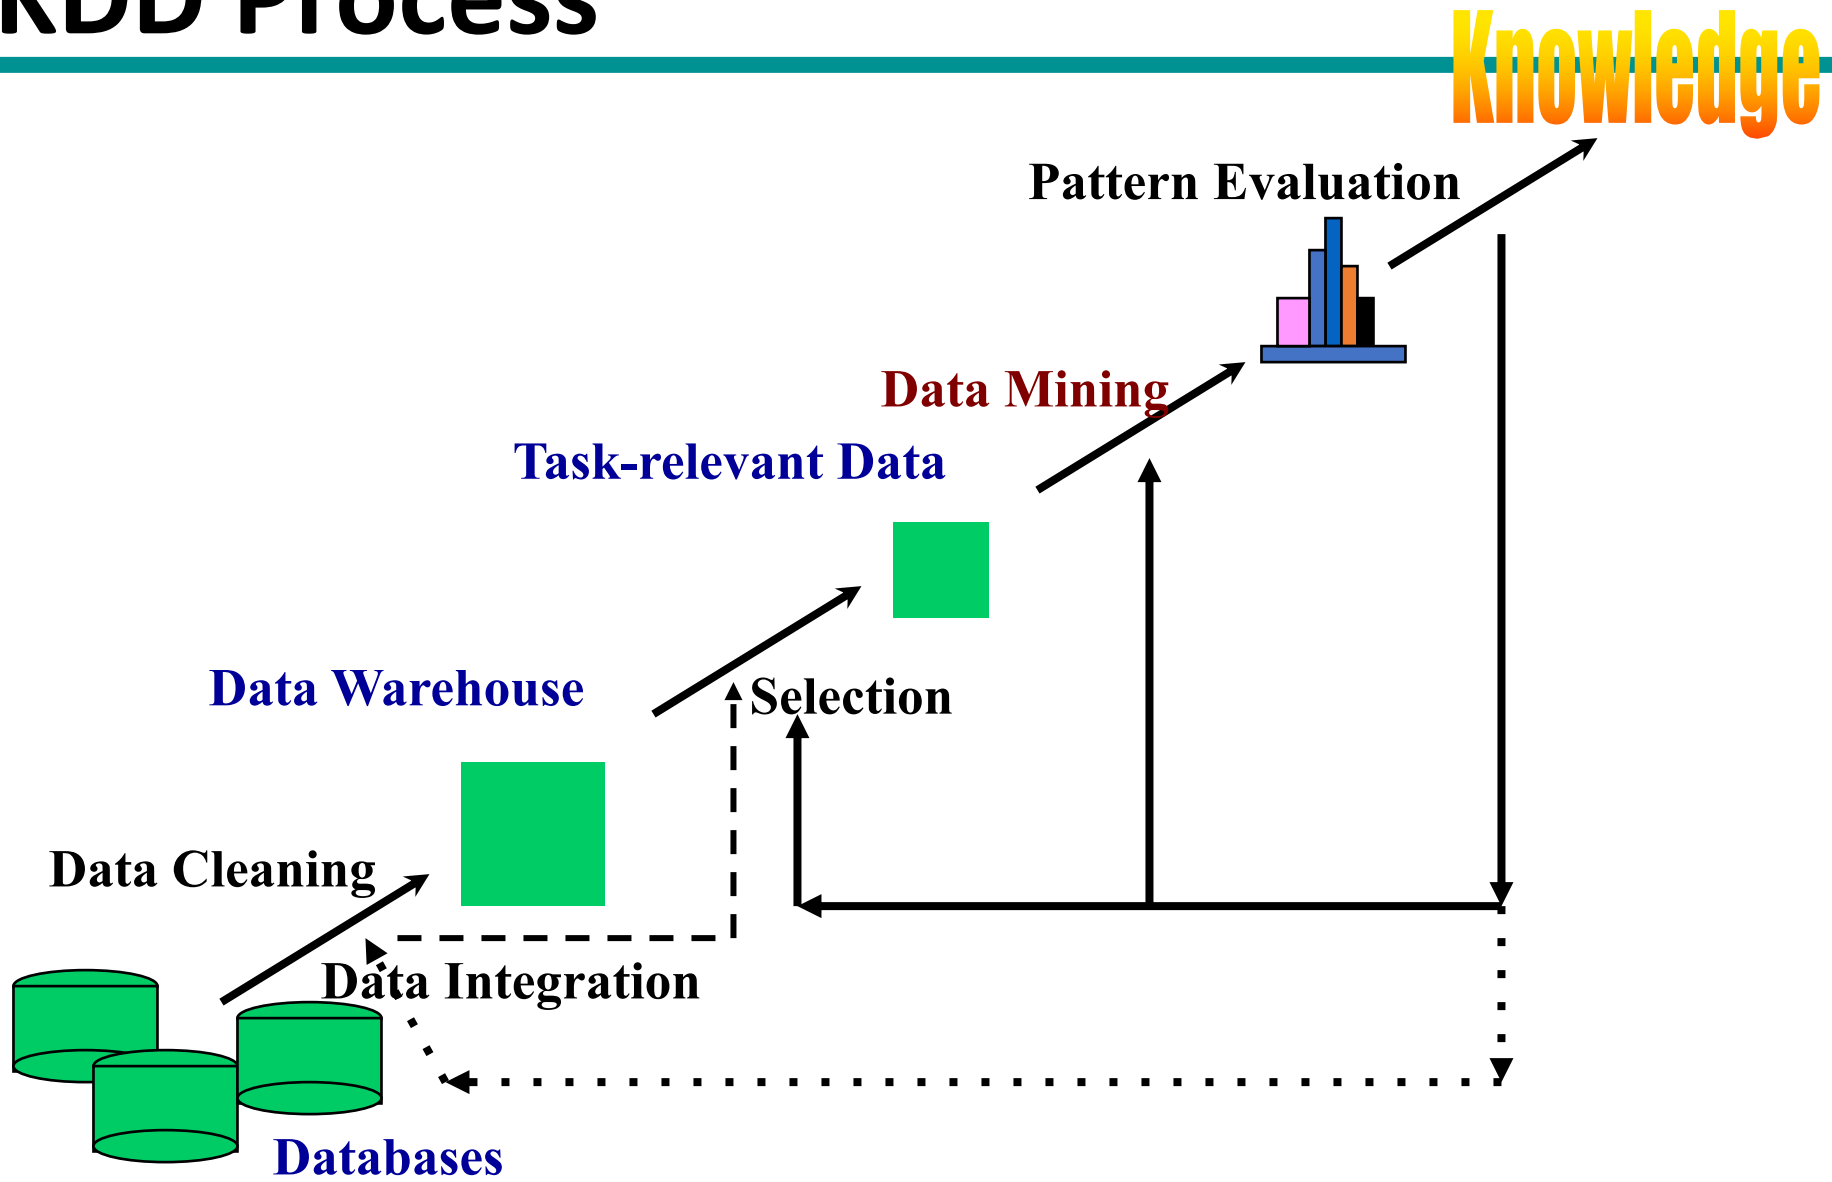 KDD Process
Knowledge
Pattern Evaluation
Data Mining
Task-relevant Data
Data Warehouse
Selection
Data Cleaning
Data Integration
Databases